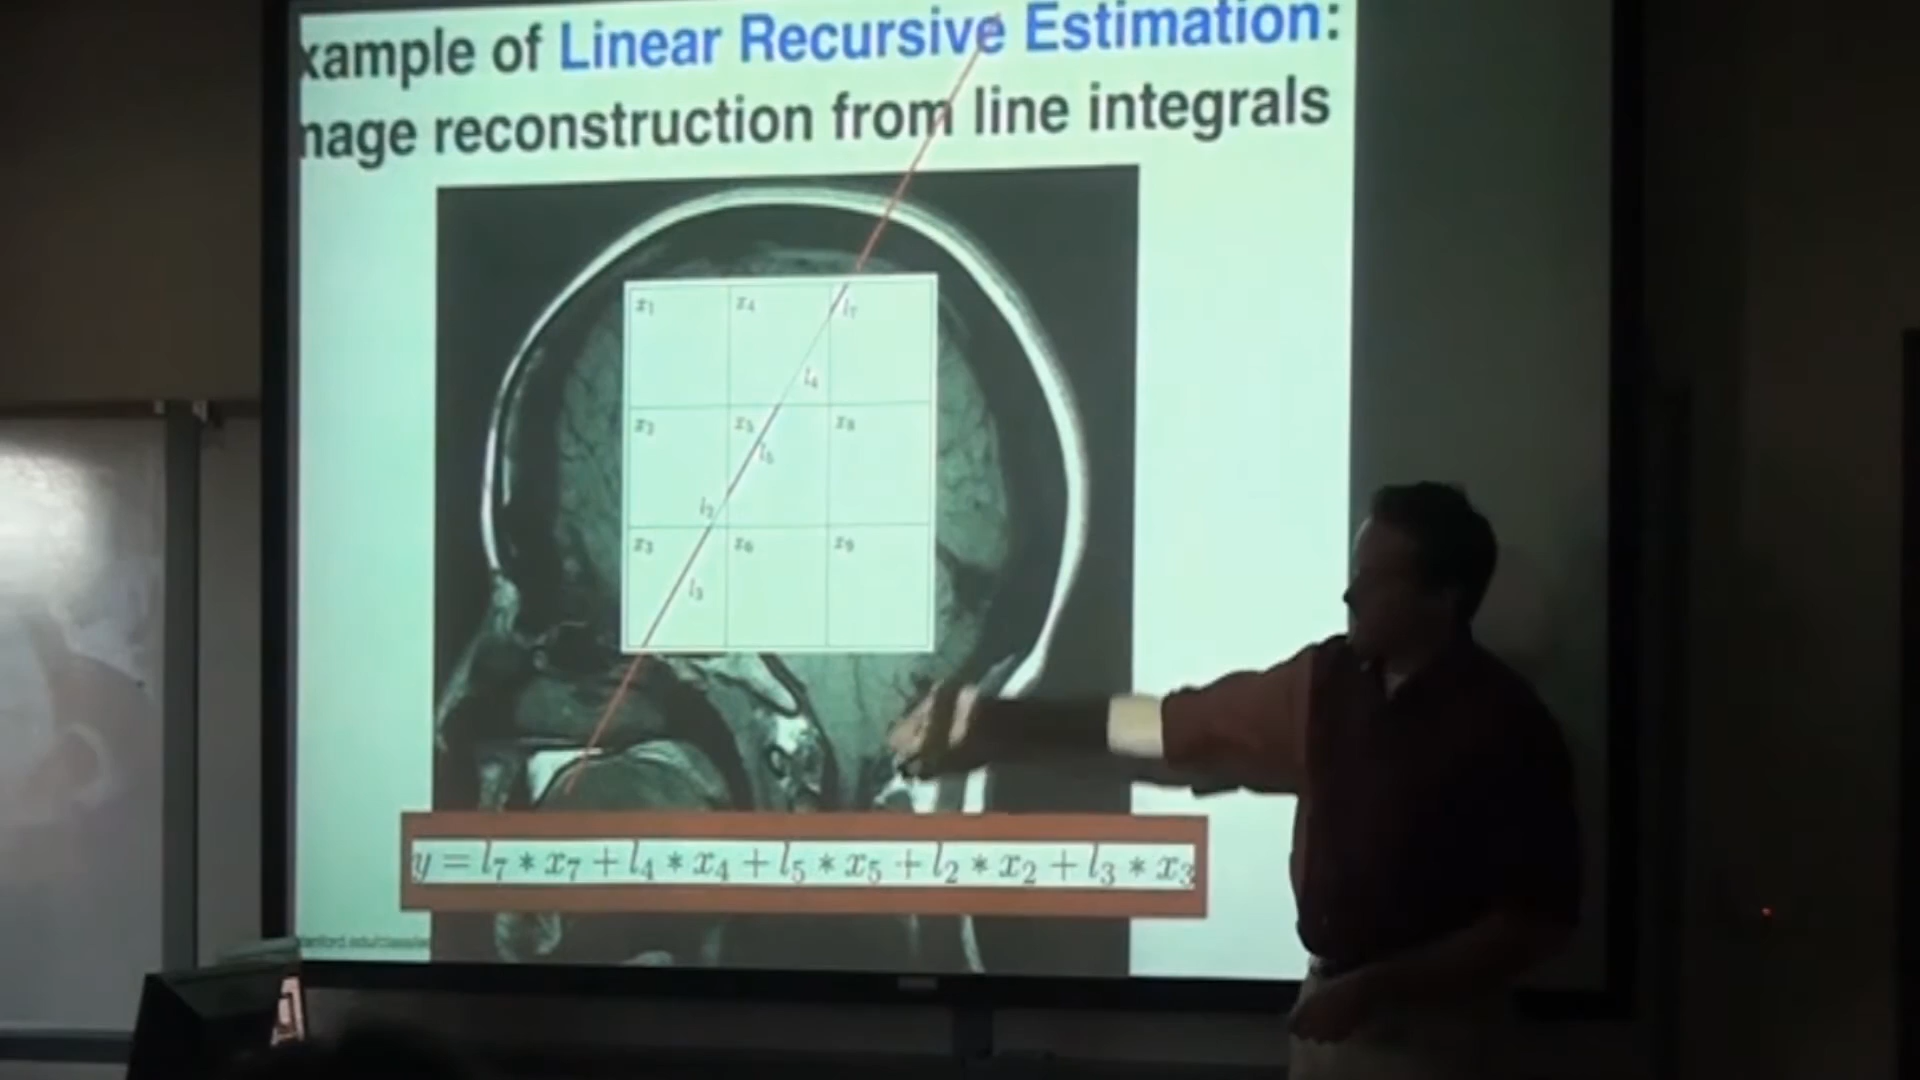 xample of Linear Recursive Estimation:
mage reconstruction from line integrals
x₁ x₄ l₇
l₄
x₂ x₅ x₈
l₅
l₂
x₃ x₆ x₉
l₃
y = l₇ * x₇ + l₄ * x₄ + l₅ * x₅ + l₂ * x₂ + l₃ * x₃